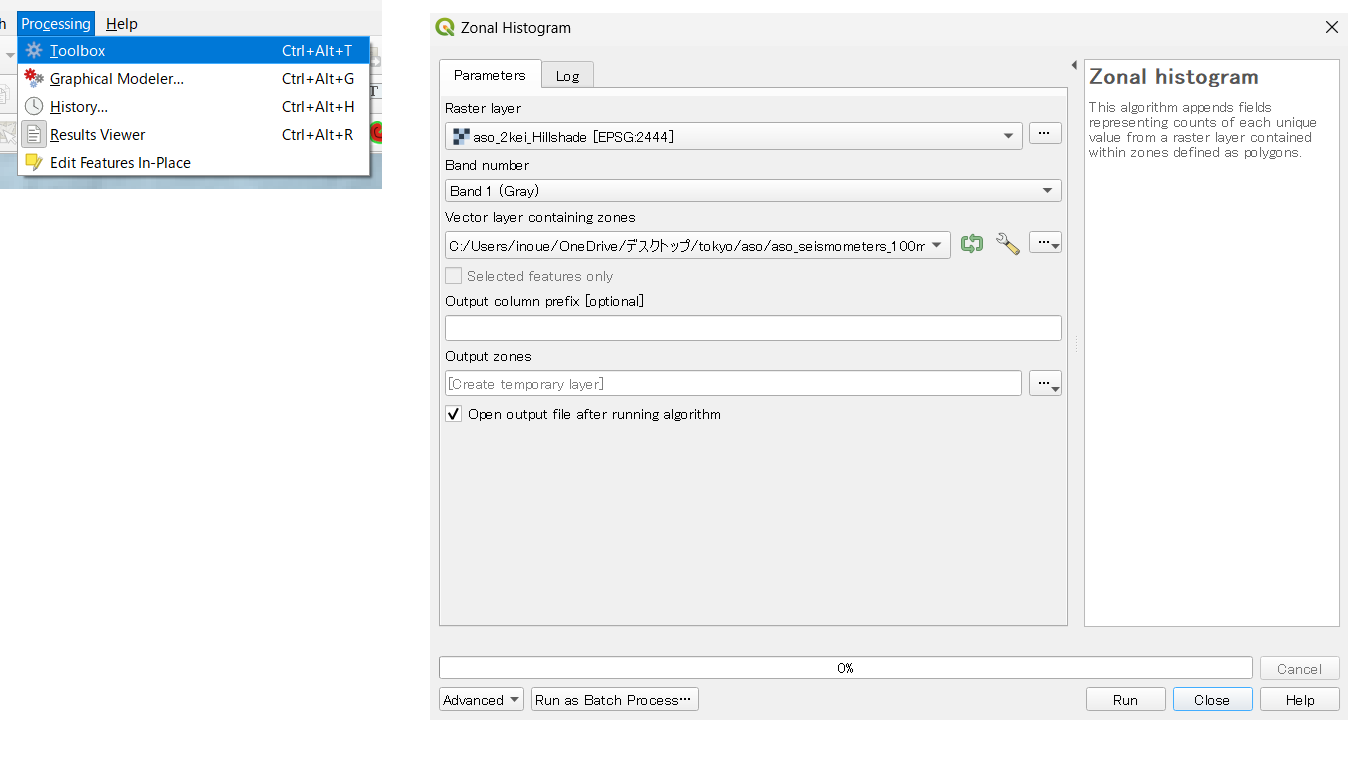 h Processing Help
Toolbox Ctrl+Alt+T
Graphical Modeler... Ctrl+Alt+G
History... Ctrl+Alt+H
Results Viewer Ctrl+Alt+R
Edit Features In-Place
T
Zonal Histogram
Parameters Log
Raster layer
aso_2kei_Hillshade [EPSG:2444]
...
Band number
Band 1 (Gray)
Vector layer containing zones
C:/Users/inoue/OneDrive/デスクトップ/tokyo/aso/aso_seismometers_100m
...
Selected features only
Output column prefix [optional]
Output zones
[Create temporary layer]
...
Open output file after running algorithm
Zonal histogram
This algorithm appends fields
representing counts of each unique
value from a raster layer contained
within zones defined as polygons.
0%
Cancel
Advanced Run as Batch Process... Run Close Help